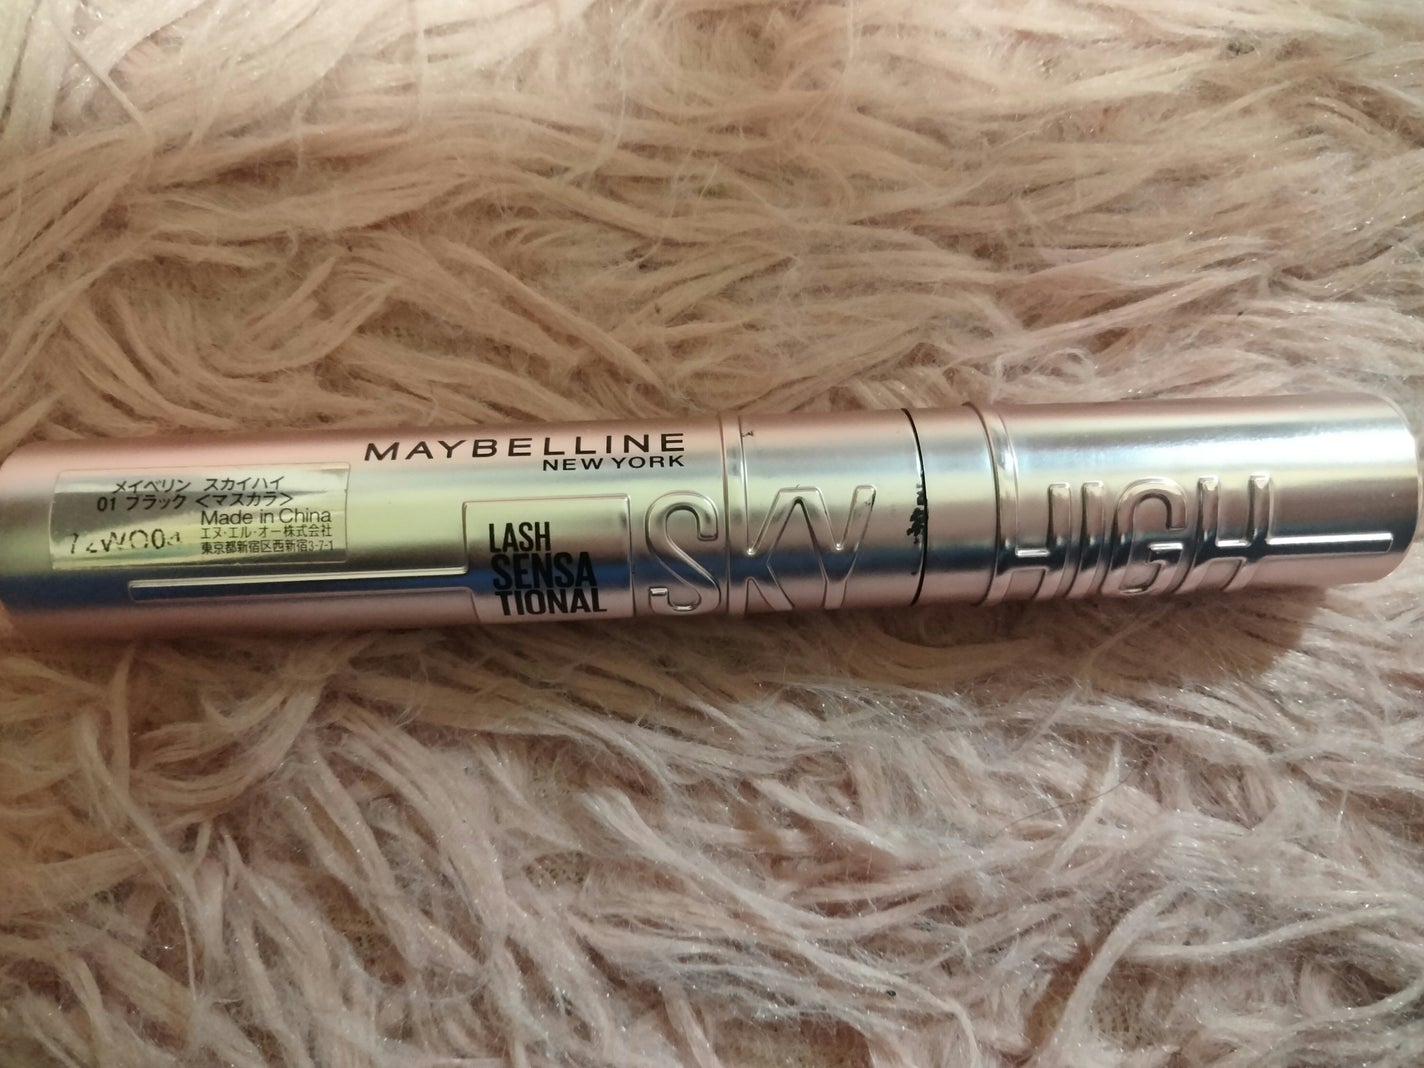 MAYBELLINE
NEW YORK
メイベリン スカイハイ
01 ブラック <マスカラ>
Made in China
エヌ・エル・オー株式会社
東京都新宿区西新宿3-7-1
LASH
SENSA
TIONAL
SKY HIGH